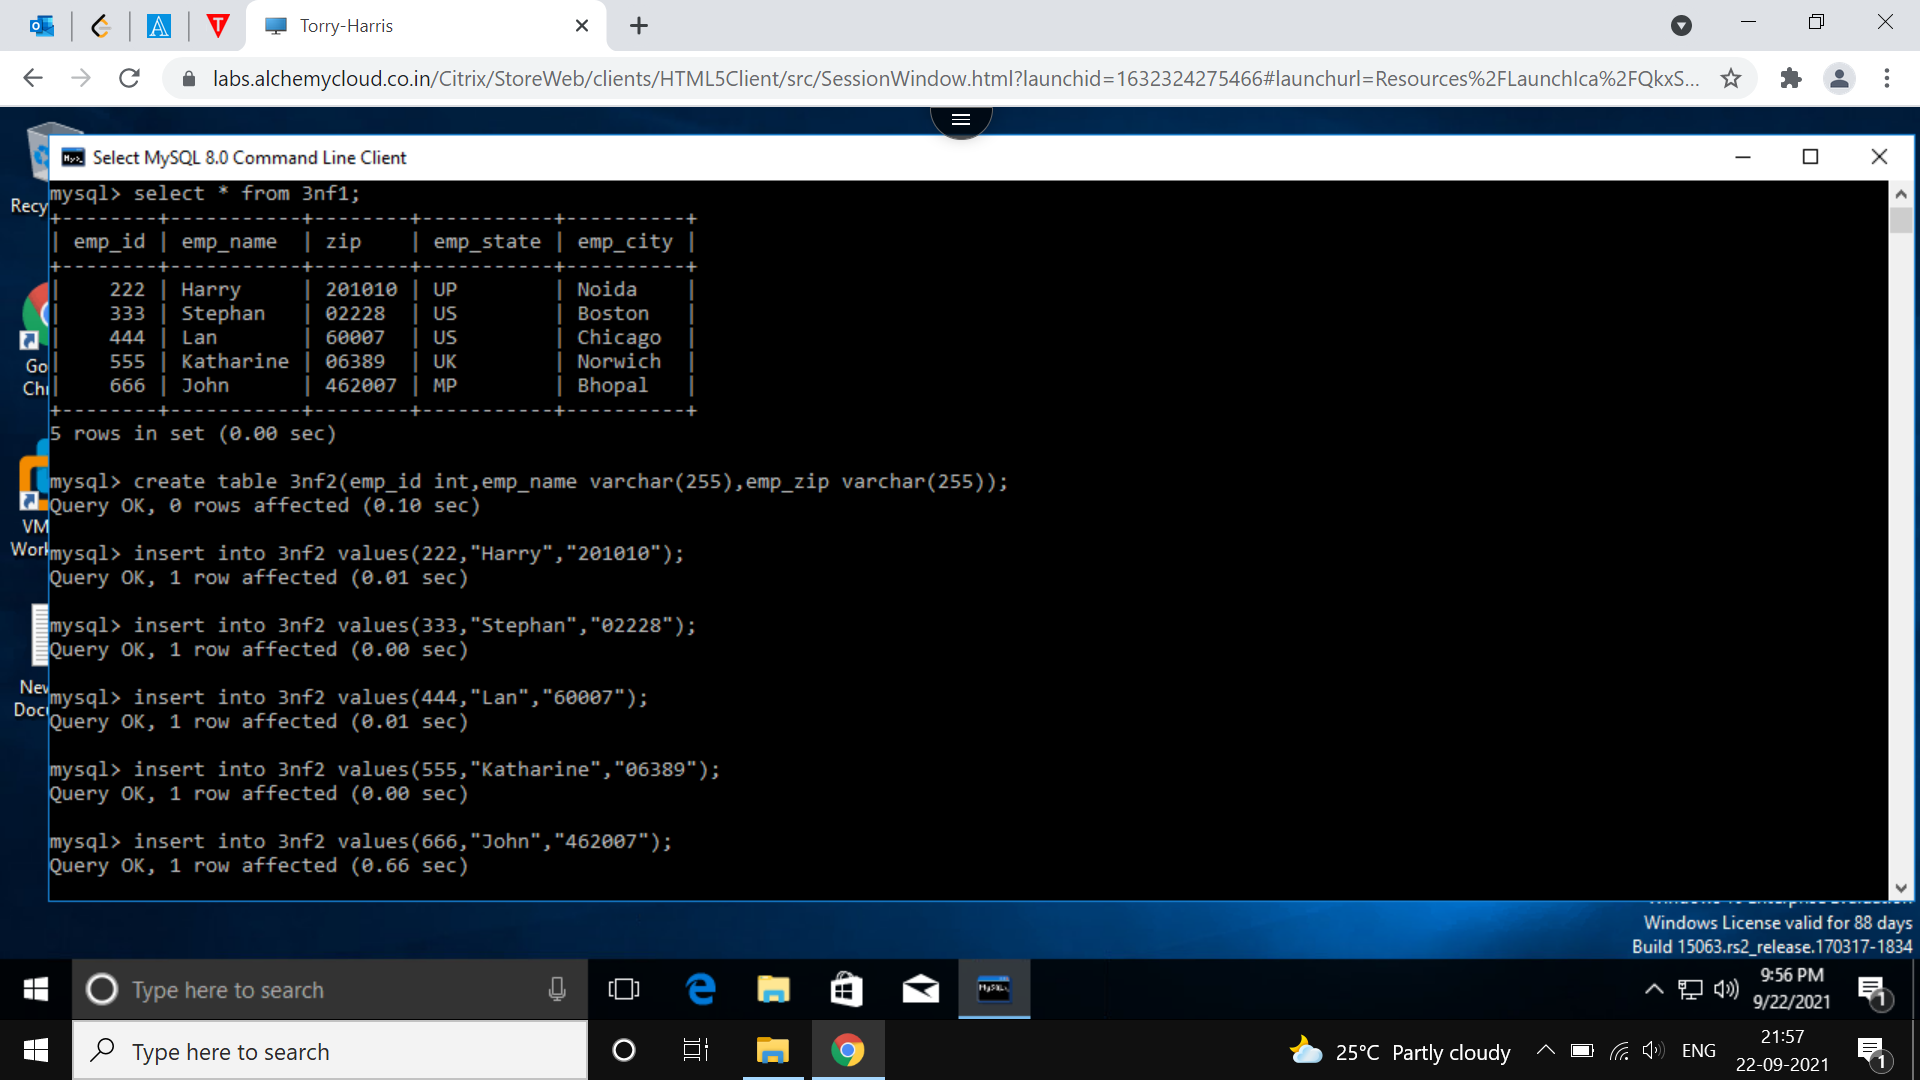 Torry-Harris
labs.alchemycloud.co.in/Citrix/StoreWeb/clients/HTML5Client/src/SessionWindow.html?launchid=1632324275466#launchurl=Resources%2FLaunchIca%2FQkxS...
Select MySQL 8.0 Command Line Client
Recy
Go
Chr
VM
Work
New
Docu
mysql> select * from 3nf1;
+--------+-----------+--------+-----------+----------+
| emp_id | emp_name  | zip    | emp_state | emp_city |
+--------+-----------+--------+-----------+----------+
|    222 | Harry     | 201010 | UP        | Noida    |
|    333 | Stephan   | 02228  | US        | Boston   |
|    444 | Lan       | 60007  | US        | Chicago  |
|    555 | Katharine | 06389  | UK        | Norwich  |
|    666 | John      | 462007 | MP        | Bhopal   |
+--------+-----------+--------+-----------+----------+
5 rows in set (0.00 sec)
mysql> create table 3nf2(emp_id int,emp_name varchar(255),emp_zip varchar(255));
Query OK, 0 rows affected (0.10 sec)
mysql> insert into 3nf2 values(222,"Harry","201010");
Query OK, 1 row affected (0.01 sec)
mysql> insert into 3nf2 values(333,"Stephan","02228");
Query OK, 1 row affected (0.00 sec)
mysql> insert into 3nf2 values(444,"Lan","60007");
Query OK, 1 row affected (0.01 sec)
mysql> insert into 3nf2 values(555,"Katharine","06389");
Query OK, 1 row affected (0.00 sec)
mysql> insert into 3nf2 values(666,"John","462007");
Query OK, 1 row affected (0.66 sec)
Windows License valid for 88 days
Build 15063.rs2_release.170317-1834
Type here to search
9:56 PM
9/22/2021
1
Type here to search
25°C Partly cloudy
ENG
21:57
22-09-2021
1